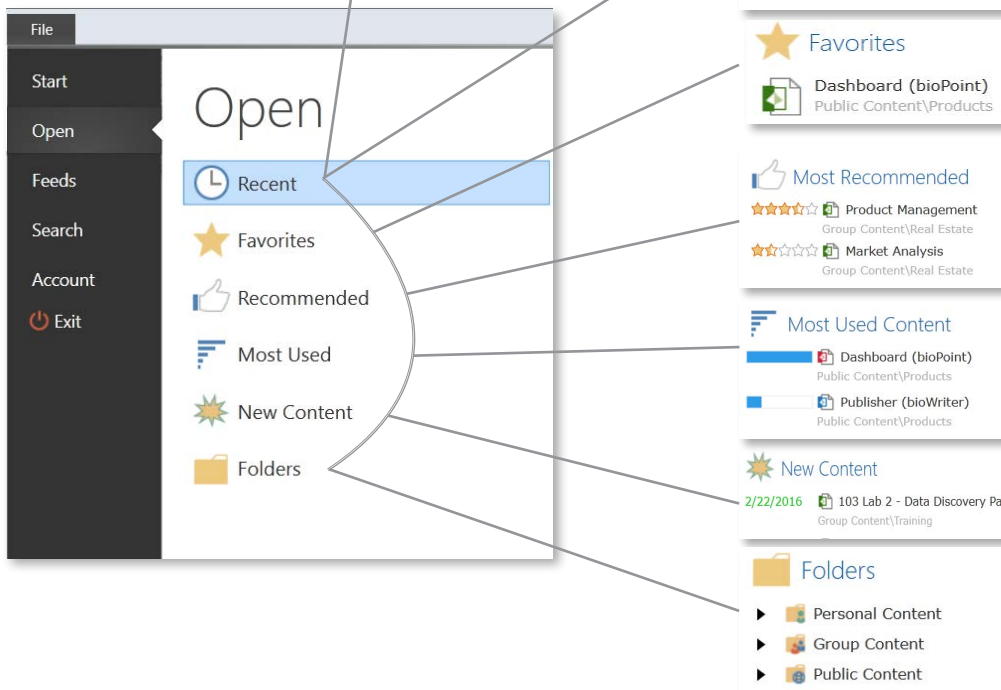 File
Start
Open
Feeds
Search
Account
Exit
Open
Recent
Favorites
Recommended
Most Used
New Content
Folders
Favorites
Dashboard (bioPoint)
Public Content\Products
Most Recommended
Product Management
Group Content\Real Estate
Market Analysis
Group Content\Real Estate
Most Used Content
Dashboard (bioPoint)
Public Content\Products
Publisher (bioWriter)
Public Content\Products
New Content
2/22/2016 103 Lab 2 - Data Discovery Pa
Group Content\Training
Folders
Personal Content
Group Content
Public Content